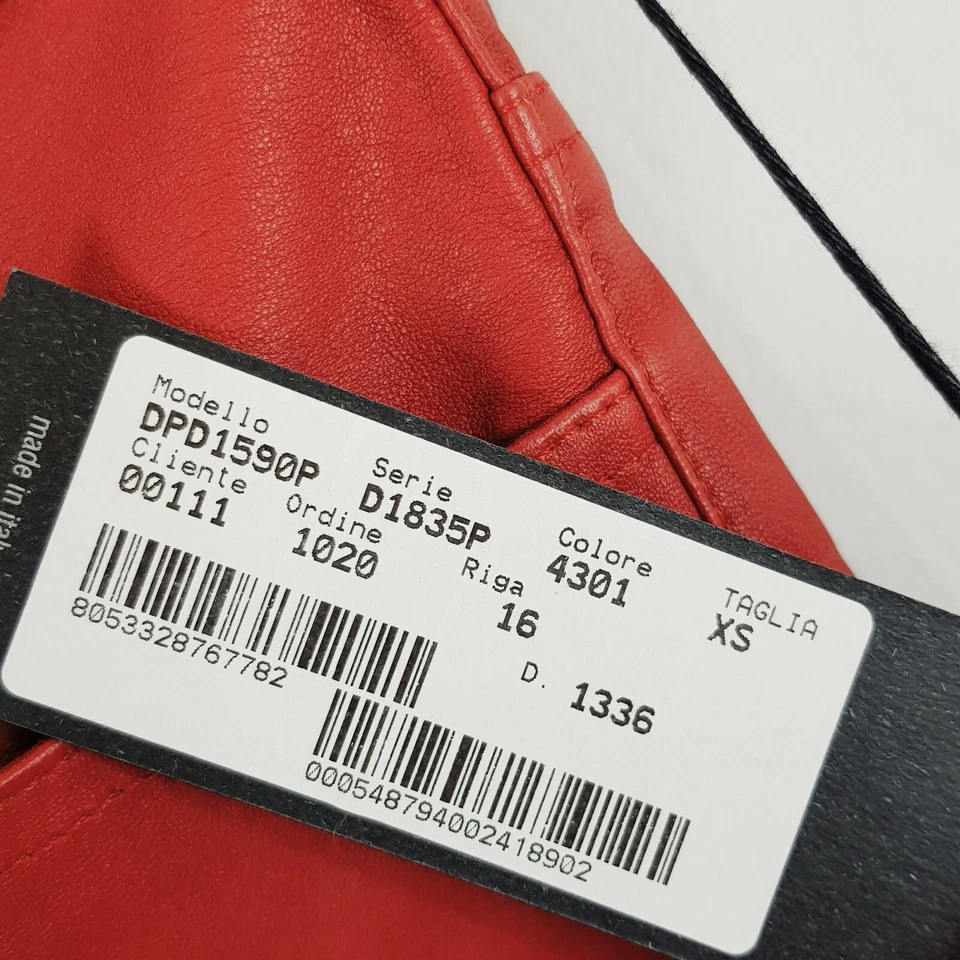 made in
Modello
DPD1590P
Serie
D1835P
Colore
4301
TAGLIA
XS
Cliente
00111
Ordine
1020
Riga
16
D. 1336
8053328767782
000548794002418902